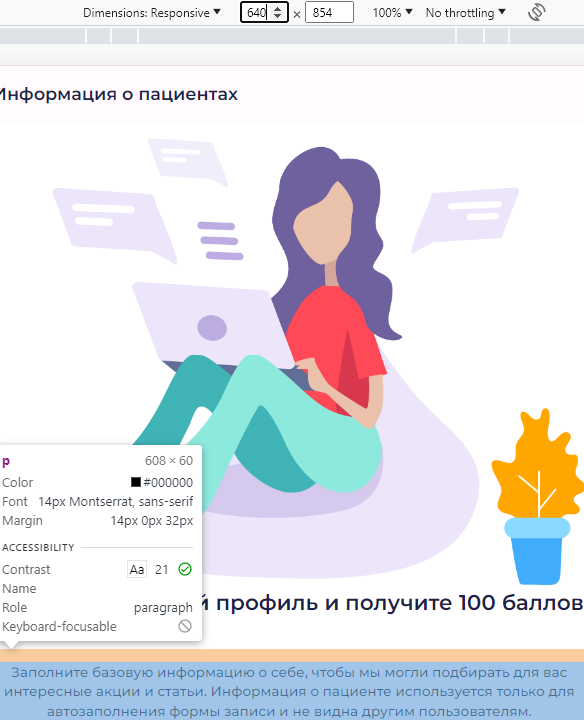 Dimensions: Responsive 640 × 854 100% No throttling
Информация о пациентах
p 608 × 60
Color #000000
Font 14px Montserrat, sans-serif
Margin 14px 0px 32px
ACCESSIBILITY
Contrast Aa 21
Name
Role paragraph
Keyboard-focusable
й профиль и получите 100 баллов
Заполните базовую информацию о себе, чтобы мы могли подбирать для вас
интересные акции и статьи. Информация о пациенте используется только для
автозаполнения формы записи и не видна другим пользователям.